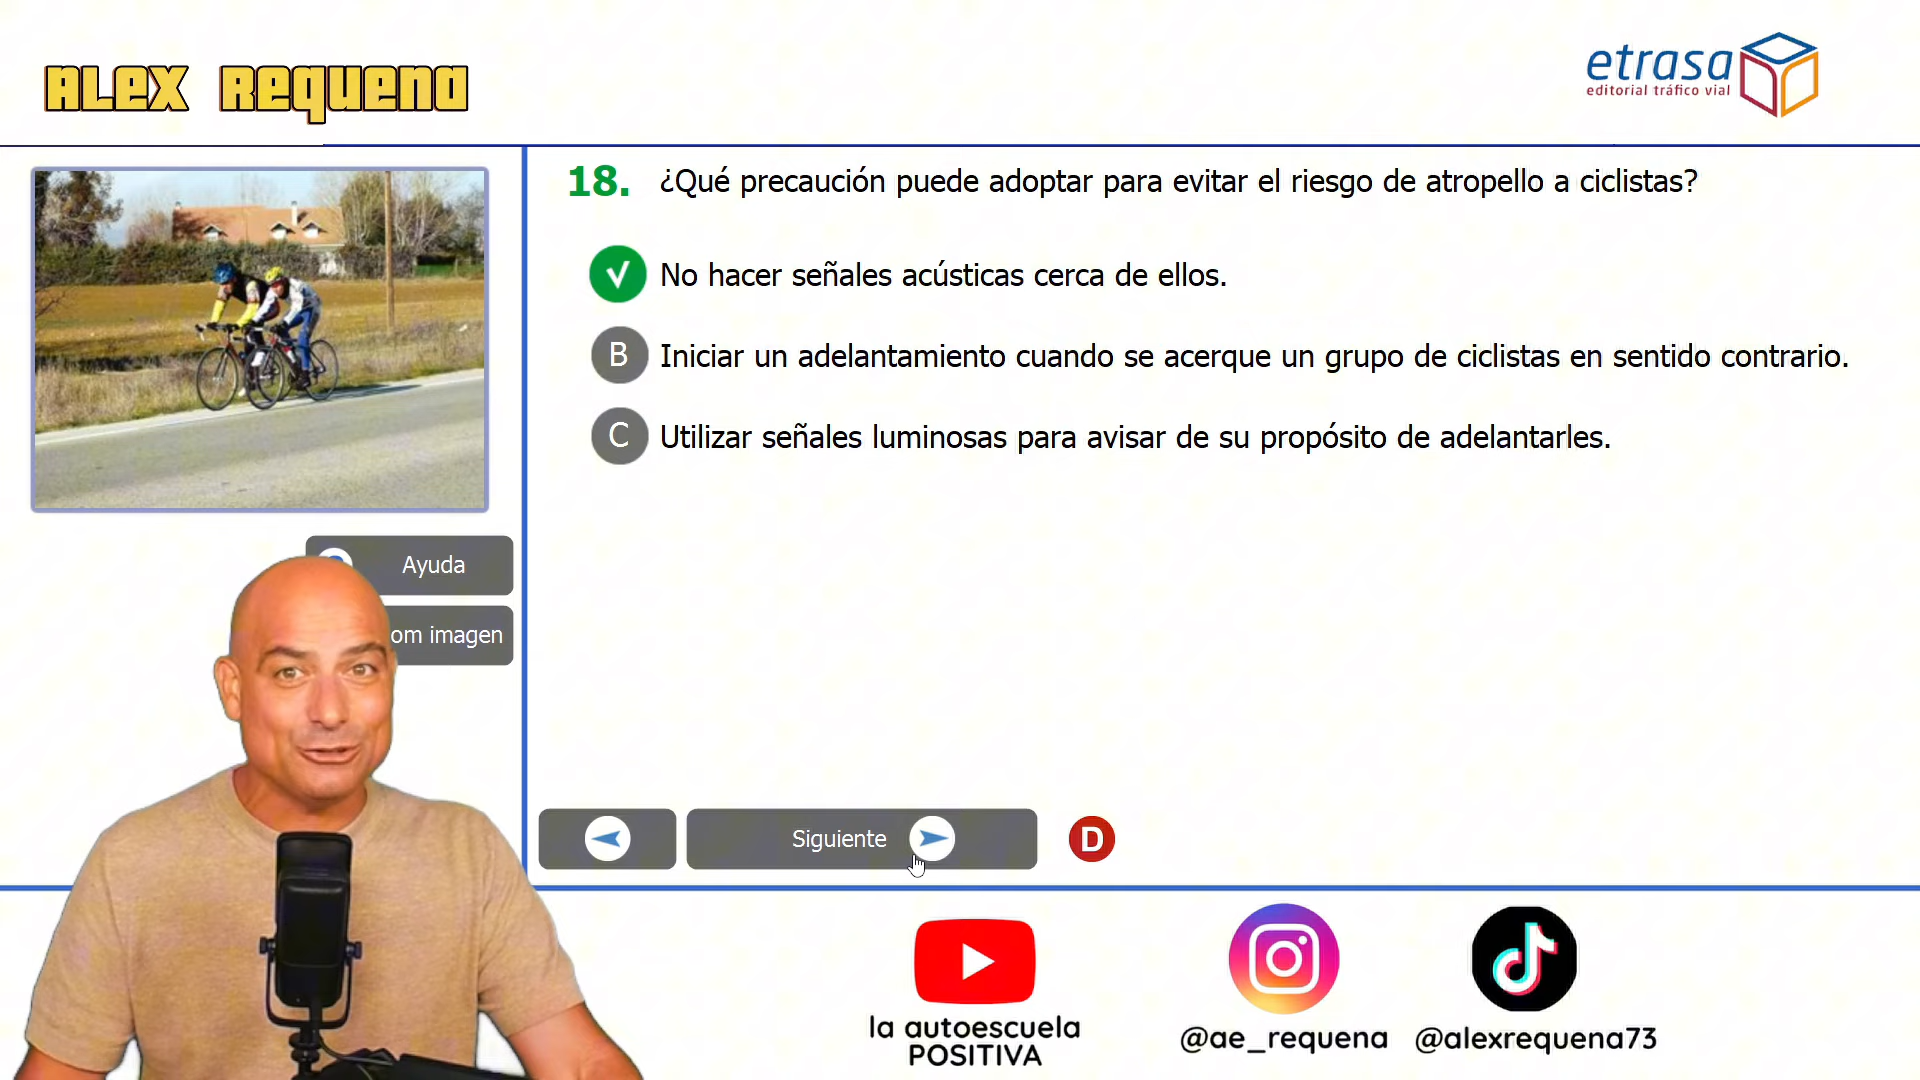 ALEX REQUENA
etrasa
editorial tráfico vial
18. ¿Qué precaución puede adoptar para evitar el riesgo de atropello a ciclistas?
√ No hacer señales acústicas cerca de ellos.
B Iniciar un adelantamiento cuando se acerque un grupo de ciclistas en sentido contrario.
C Utilizar señales luminosas para avisar de su propósito de adelantarles.
Ayuda
om imagen
Siguiente
D
la autoescuela
POSITIVA
@ae_requena
@alexrequena73